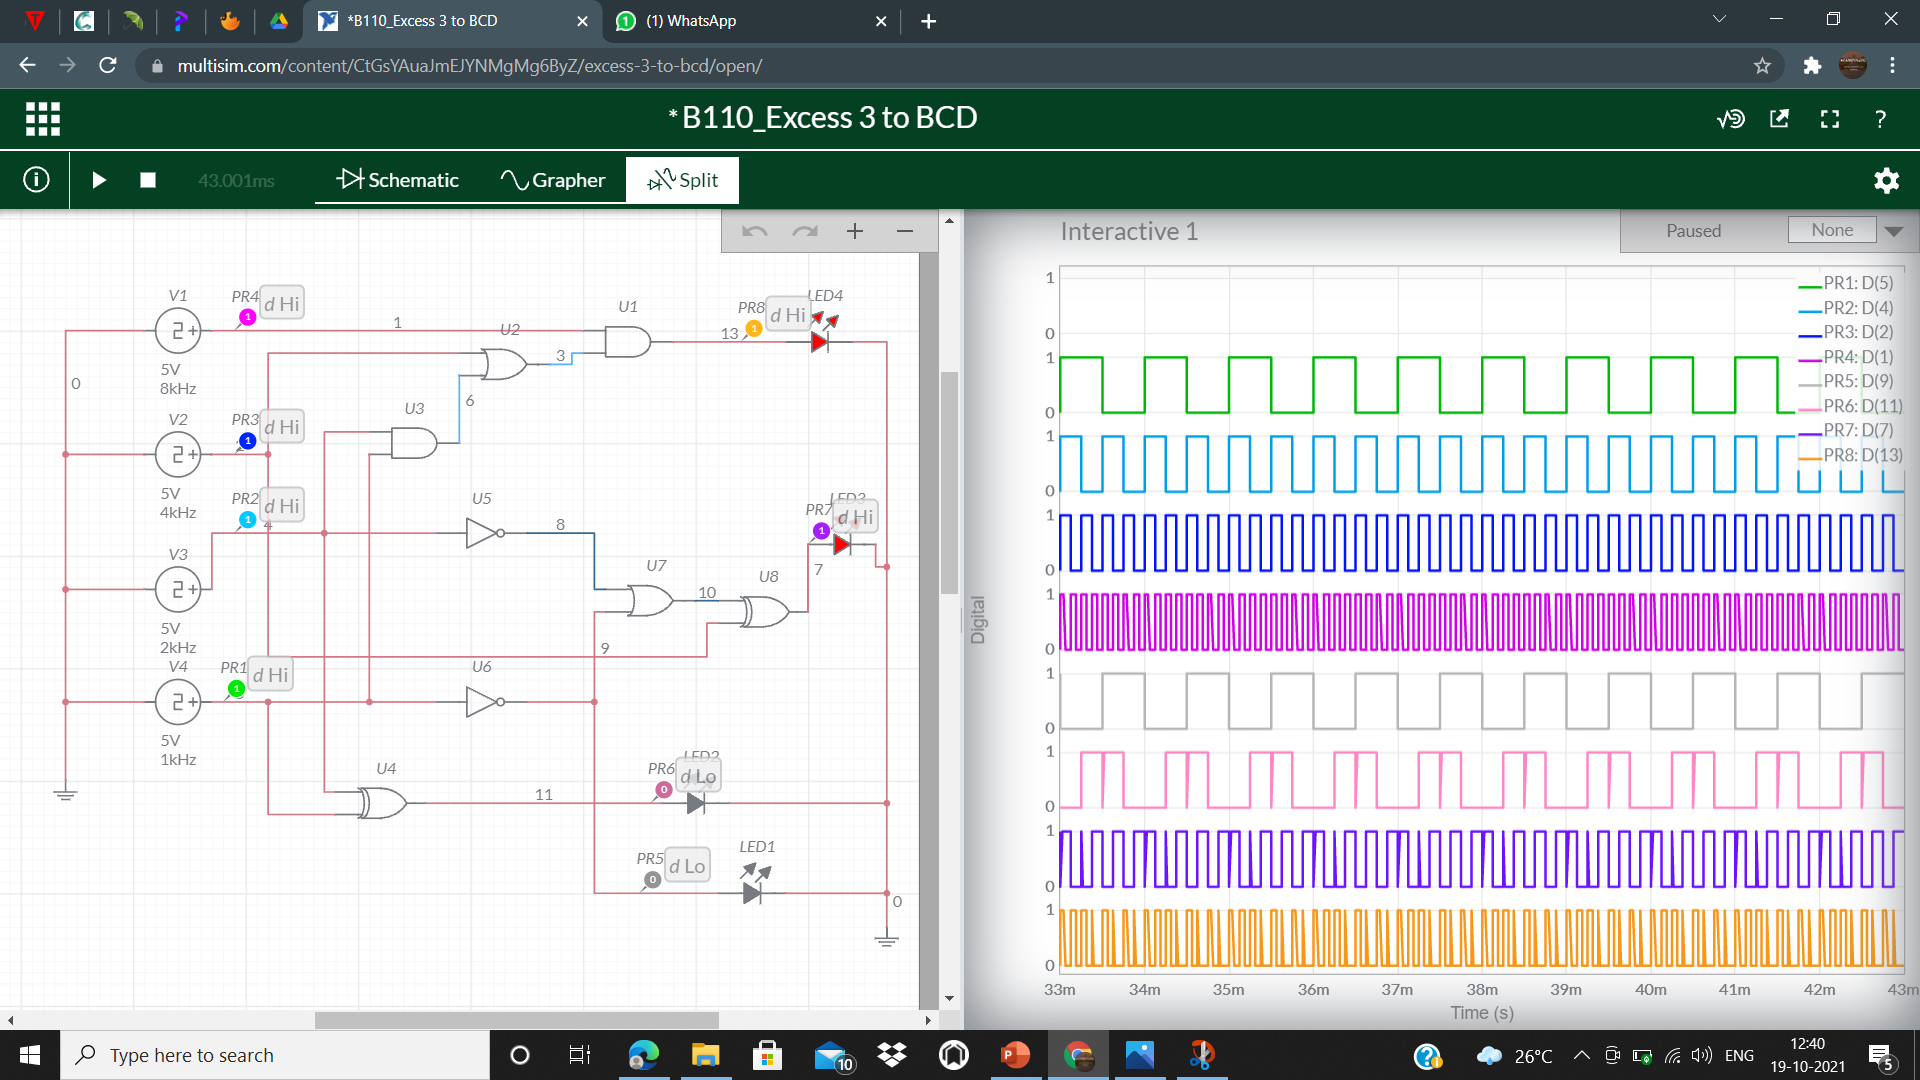 *B110_Excess 3 to BCD
(1) WhatsApp
multisim.com/content/CtGsYAuaJmEJYNMgMg6ByZ/excess-3-to-bcd/open/
*B110_Excess 3 to BCD
43.001ms
Schematic
Grapher
Split
V1
PR4
1
d Hi
5V
8kHz
1
0
V2
PR3
1
d Hi
5V
4kHz
PR2
1
d Hi
4
V3
5V
2kHz
V4
PR1
1
d Hi
5V
1kHz
U1
U2
3
6
U3
13
PR8
1
d Hi
LED4
U5
8
U7
10
U8
9
7
PR7
1
d Hi
LED3
U6
U4
11
PR6
0
d Lo
LED2
PR5
0
d Lo
LED1
0
Interactive 1
Paused
None
Digital
PR1: D(5)
PR2: D(4)
PR3: D(2)
PR4: D(1)
PR5: D(9)
PR6: D(11)
PR7: D(7)
PR8: D(13)
1
0
1
0
1
0
1
0
1
0
1
0
1
0
1
0
1
0
33m 34m 35m 36m 37m 38m 39m 40m 41m 42m 43m
Time (s)
Type here to search
10
26°C
ENG
12:40
19-10-2021
5